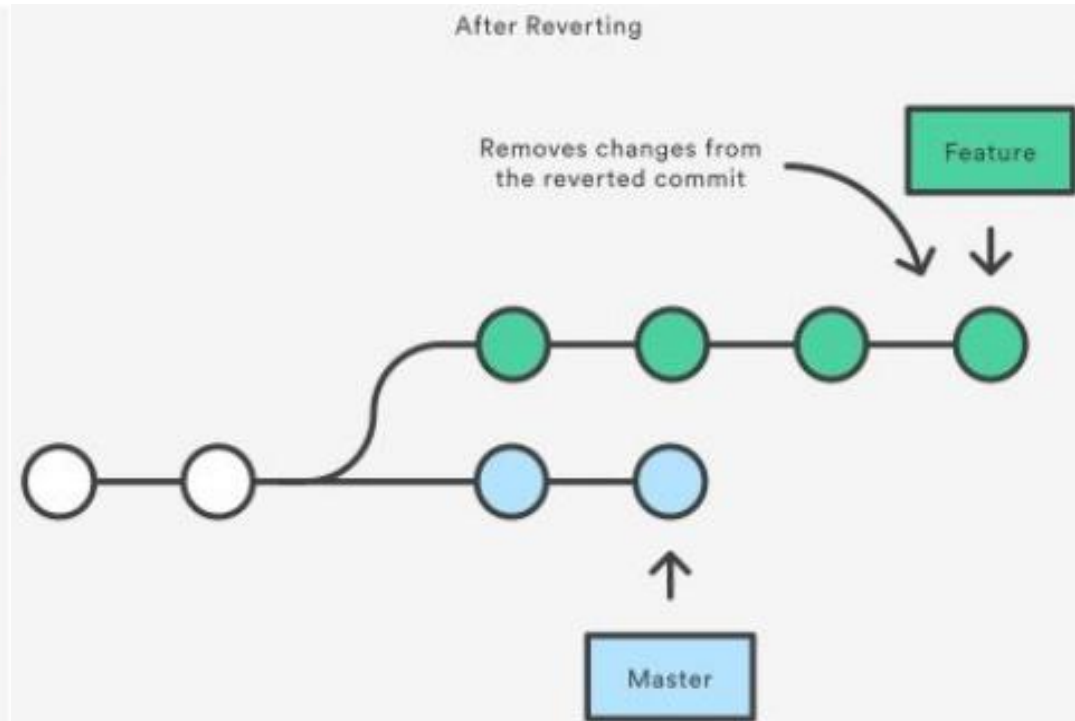 After Reverting
Removes changes from
the reverted commit
Feature
Master